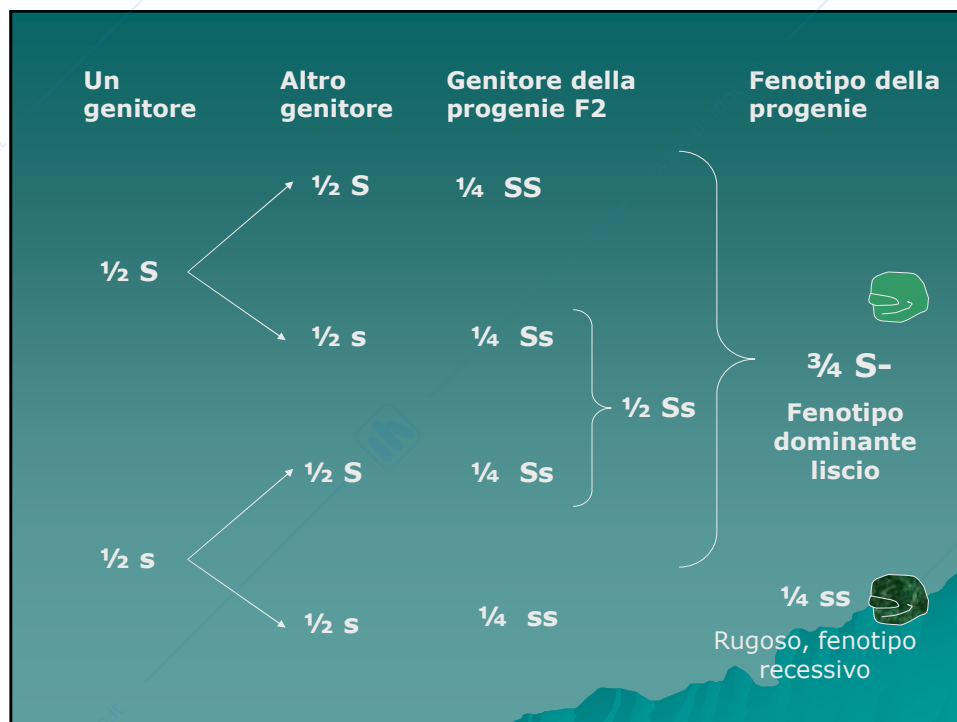 Un
genitore
Altro
genitore
Genitore della
progenie F2
Fenotipo della
progenie
½ S
½ S
¼ SS
½ s
¼ Ss
½ Ss
¾ S-
Fenotipo
dominante
liscio
½ s
½ S
¼ Ss
½ s
¼ ss
¼ ss
Rugoso, fenotipo
recessivo